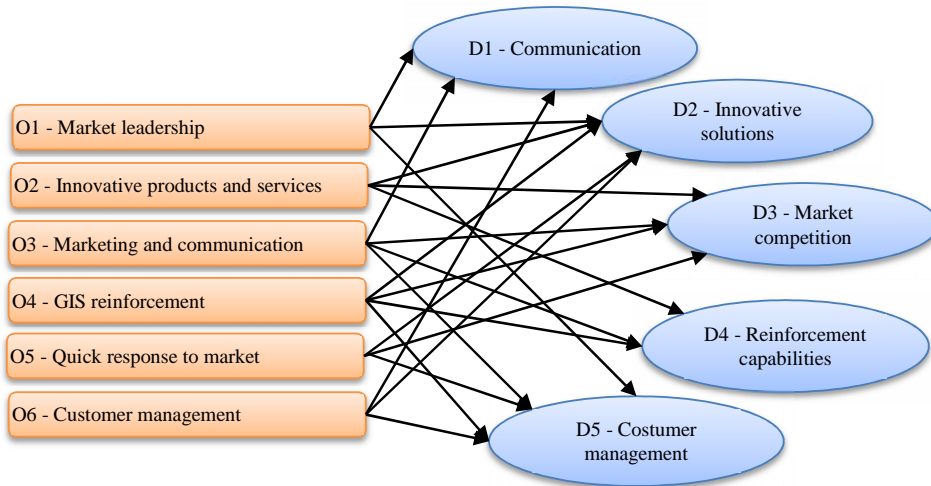 D1 - Communication
O1 - Market leadership
D2 - Innovative
solutions
O2 - Innovative products and services
D3 - Market
competition
O3 - Marketing and communication
O4 - GIS reinforcement
D4 - Reinforcement
capabilities
O5 - Quick response to market
O6 - Customer management
D5 - Costumer
management